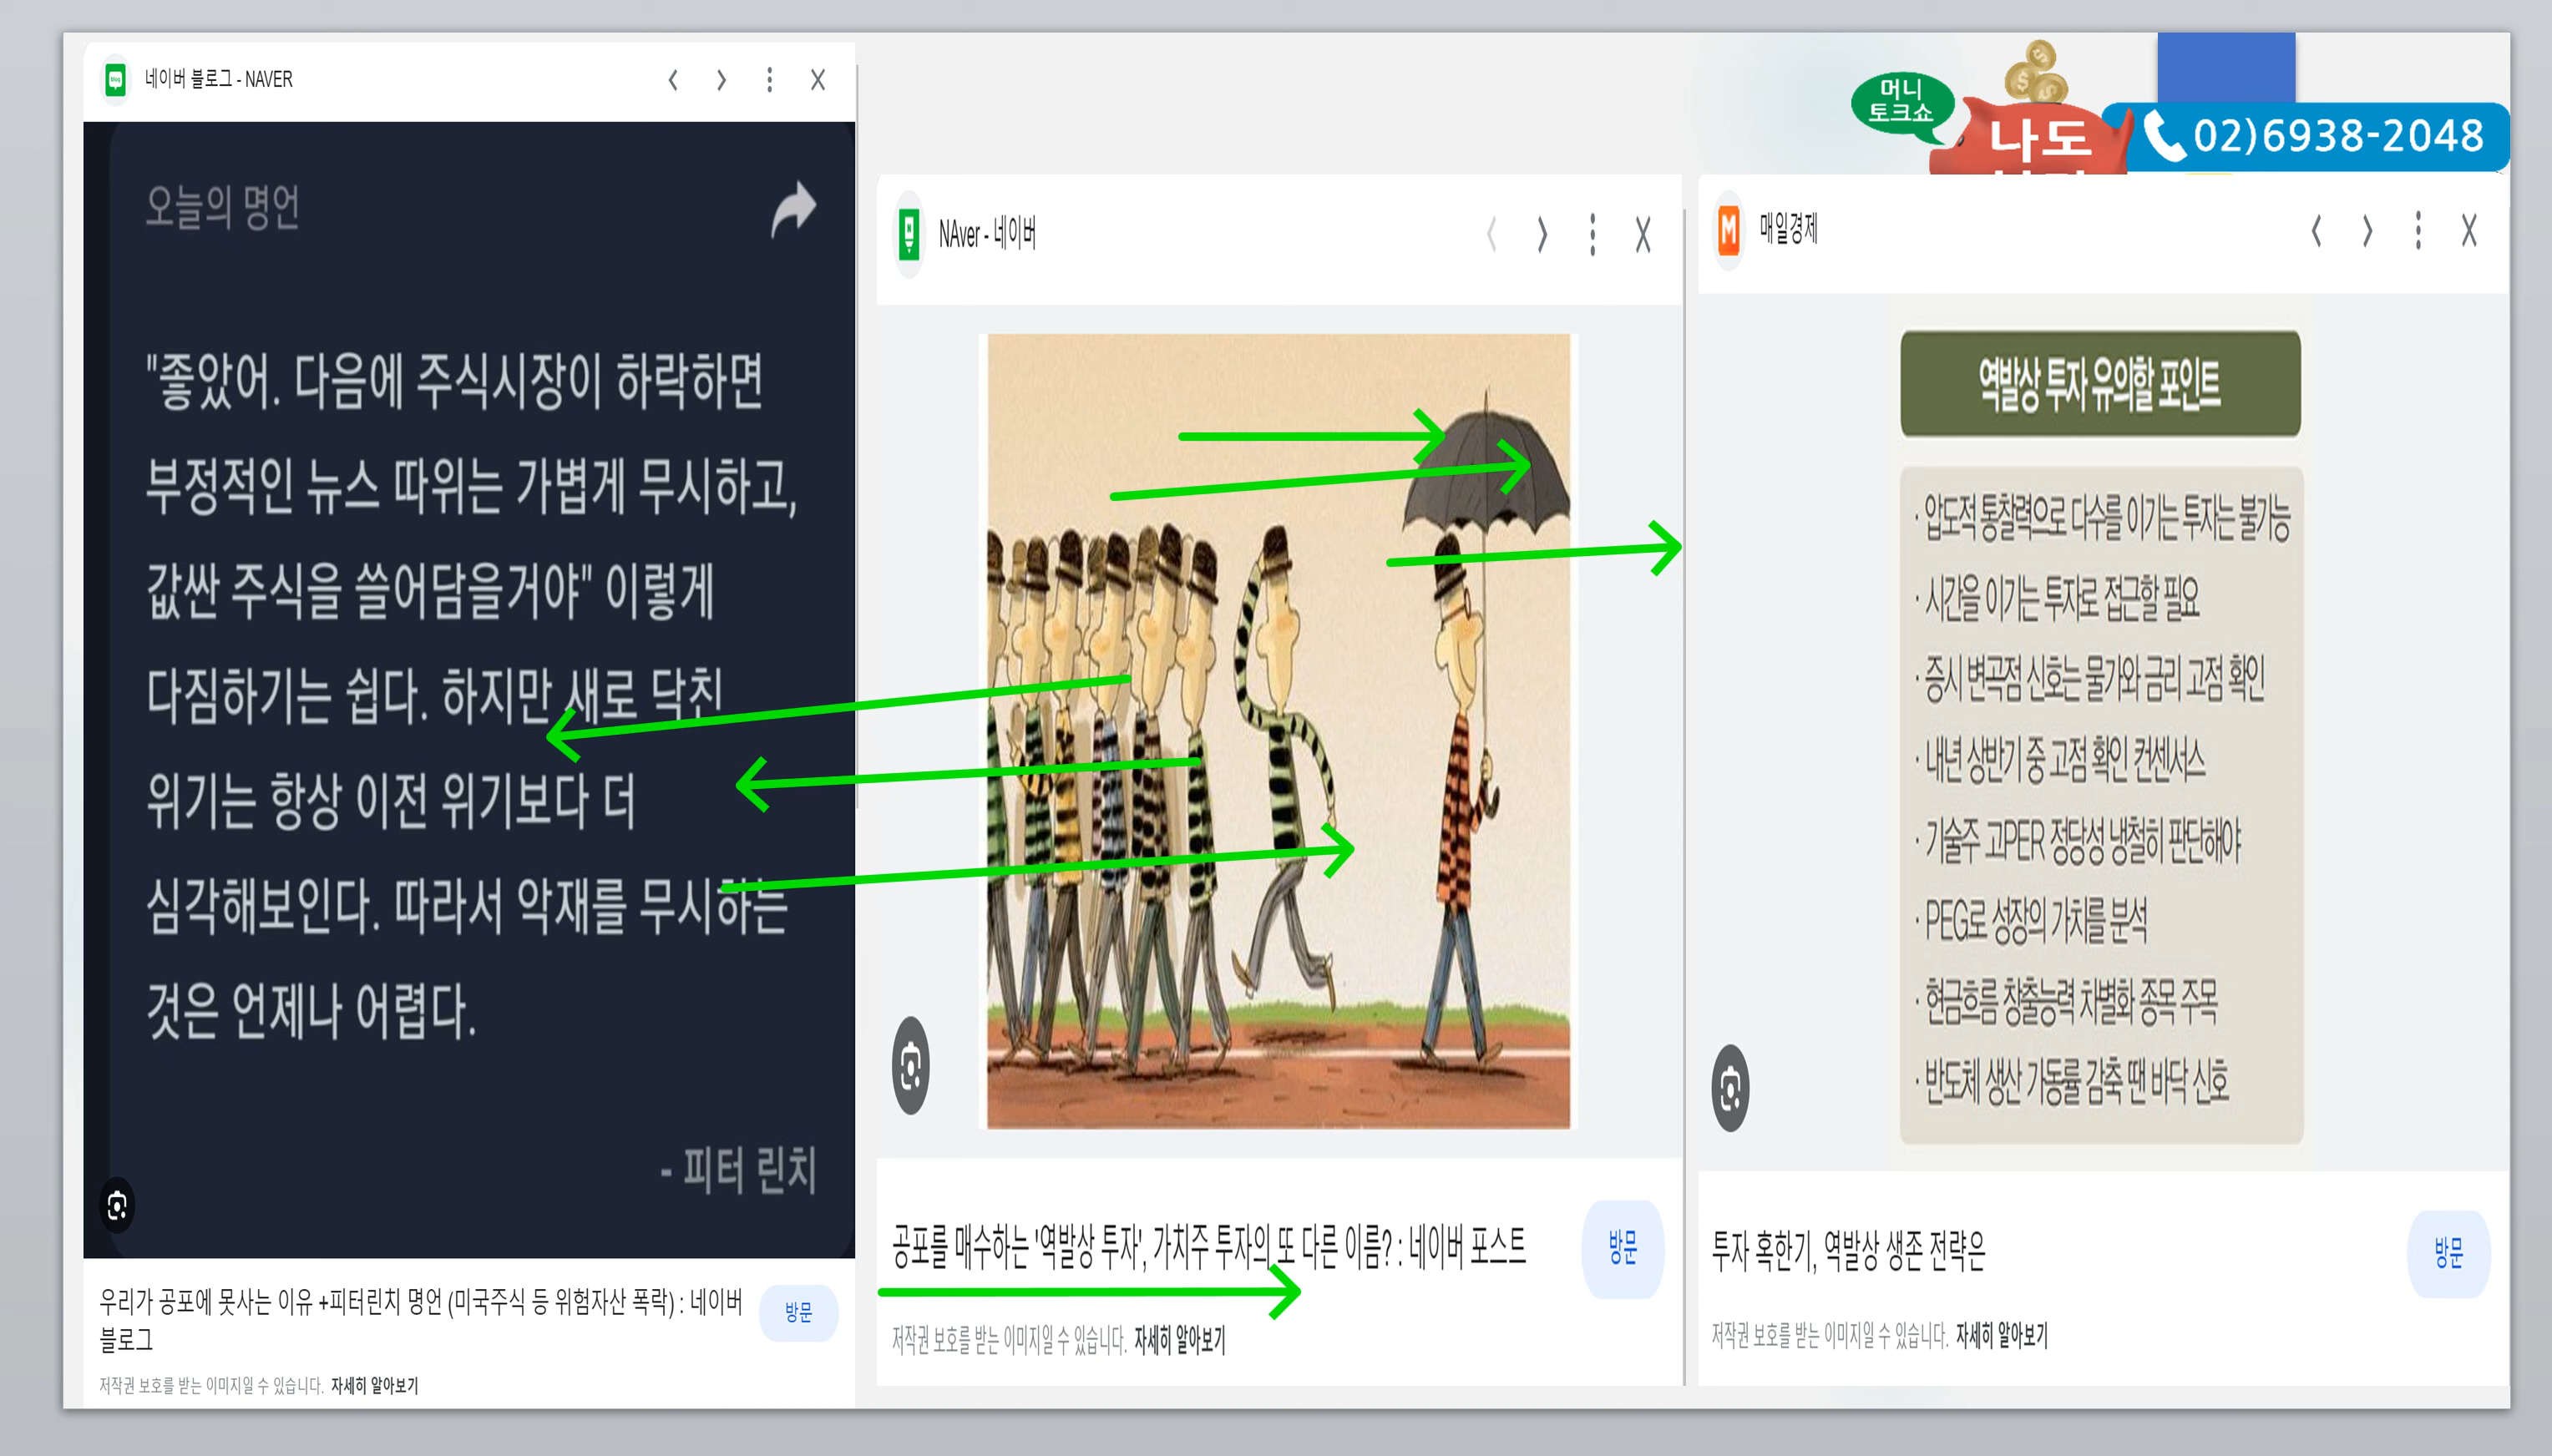 네이버 블로그 - NAVER
오늘의 명언
"좋았어. 다음에 주식시장이 하락하면
부정적인 뉴스 따위는 가볍게 무시하고,
값싼 주식을 쓸어담을거야" 이렇게
다짐하기는 쉽다. 하지만 새로 닥친
위기는 항상 이전 위기보다 더
심각해보인다. 따라서 악재를 무시하는
것은 언제나 어렵다.
- 피터 린치
우리가 공포에 못사는 이유 +피터린치 명언 (미국주식 등 위험자산 폭락) : 네이버
블로그
방문
저작권 보호를 받는 이미지일 수 있습니다. 자세히 알아보기
NAver - 네이버
공포를 매수하는 '역발상 투자', 가치주 투자의 또 다른 이름? : 네이버 포스트
방문
저작권 보호를 받는 이미지일 수 있습니다. 자세히 알아보기
머니
토크쇼
나도
02)6938-2048
M 매일경제
역발상 투자 유의할 포인트
· 압도적 통찰력으로 다수를 이기는 투자는 불가능
· 시간을 이기는 투자로 접근할 필요
· 증시 변곡점 신호는 물가와 금리 고점 확인
· 내년 상반기 중 고점 확인 컨센서스
· 기술주 고PER 정당성 냉철히 판단해야
· PEG로 성장의 가치를 분석
· 현금흐름 창출능력 차별화 종목 주목
· 반도체 생산 가동률 감축 땐 바닥 신호
투자 혹한기, 역발상 생존 전략은
방문
저작권 보호를 받는 이미지일 수 있습니다. 자세히 알아보기